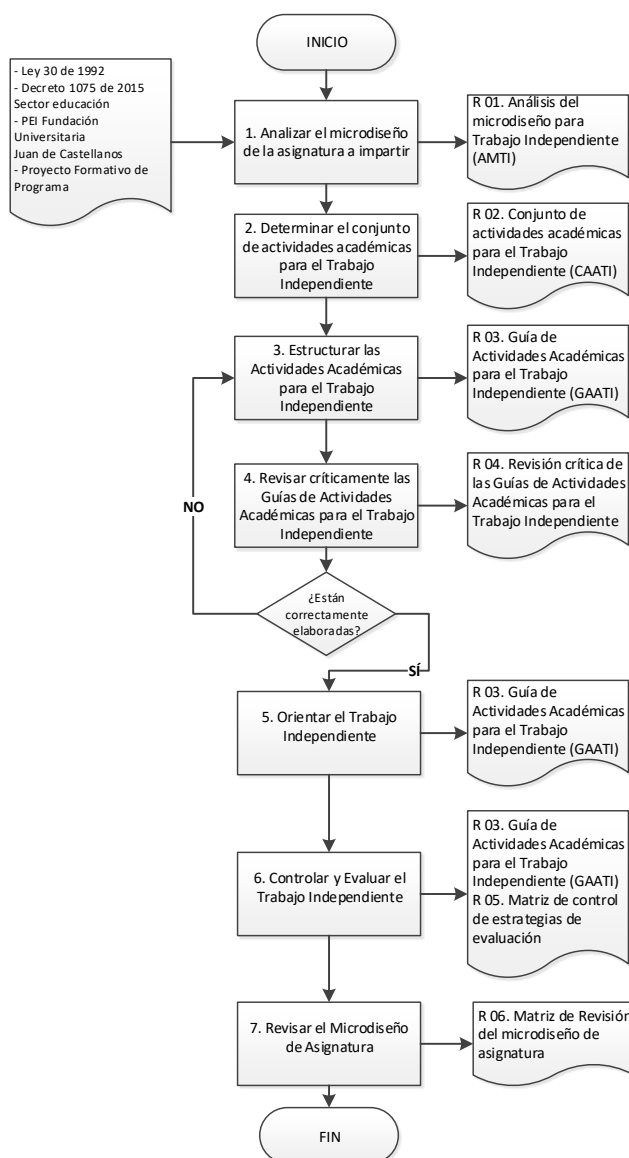 INICIO
- Ley 30 de 1992
- Decreto 1075 de 2015
Sector educación
- PEI Fundación
Universitaria
Juan de Castellanos
- Proyecto Formativo de
Programa
1. Analizar el microdiseño
de la asignatura a impartir
R 01. Análisis del
microdiseño para
Trabajo Independiente
(AMTI)
2. Determinar el conjunto
de actividades académicas
para el Trabajo
Independiente
R 02. Conjunto de
actividades académicas
para el Trabajo
Independiente (CAATI)
3. Estructurar las
Actividades Académicas
para el Trabajo
Independiente
R 03. Guía de
Actividades Académicas
para el Trabajo
Independiente (GAATI)
4. Revisar críticamente las
Guías de Actividades
Académicas para el Trabajo
Independiente
R 04. Revisión crítica de
las Guías de Actividades
Académicas para el
Trabajo Independiente
NO
¿Están
correctamente
elaboradas?
SÍ
5. Orientar el Trabajo
Independiente
R 03. Guía de
Actividades Académicas
para el Trabajo
Independiente (GAATI)
6. Controlar y Evaluar el
Trabajo Independiente
R 03. Guía de
Actividades Académicas
para el Trabajo
Independiente (GAATI)
R 05. Matriz de control
de estrategias de
evaluación
7. Revisar el Microdiseño
de Asignatura
R 06. Matriz de Revisión
del microdiseño de
asignatura
FIN